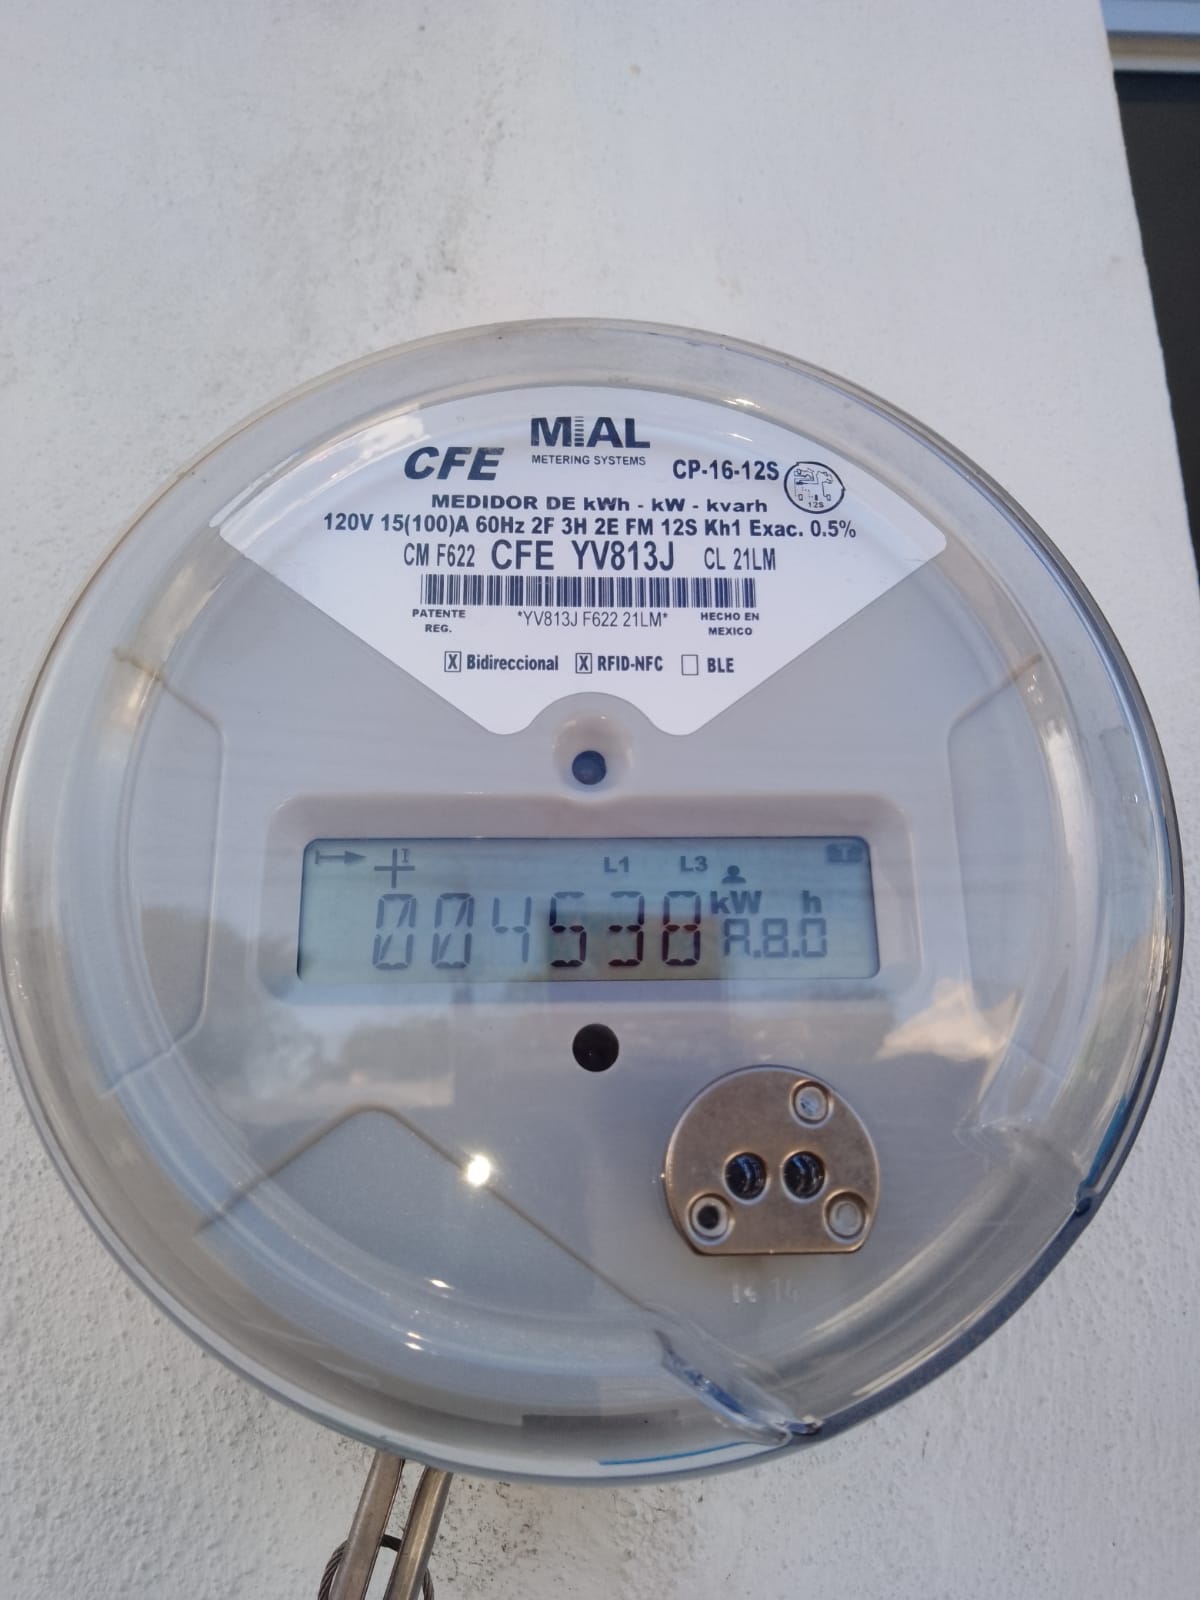 MIAL
METERING SYSTEMS
CFE
CP-16-12S
12S
MEDIDOR DE kWh - kW - kvarh
120V 15(100)A 60Hz 2F 3H 2E FM 12S Kh1 Exac. 0.5%
CM F622 CFE YV813J CL 21LM
PATENTE REG.
*YV813J F622 21LM*
HECHO EN MEXICO
X Bidireccional X RFID-NFC BLE
L1 L3
004538 kW h
A.8.0
14